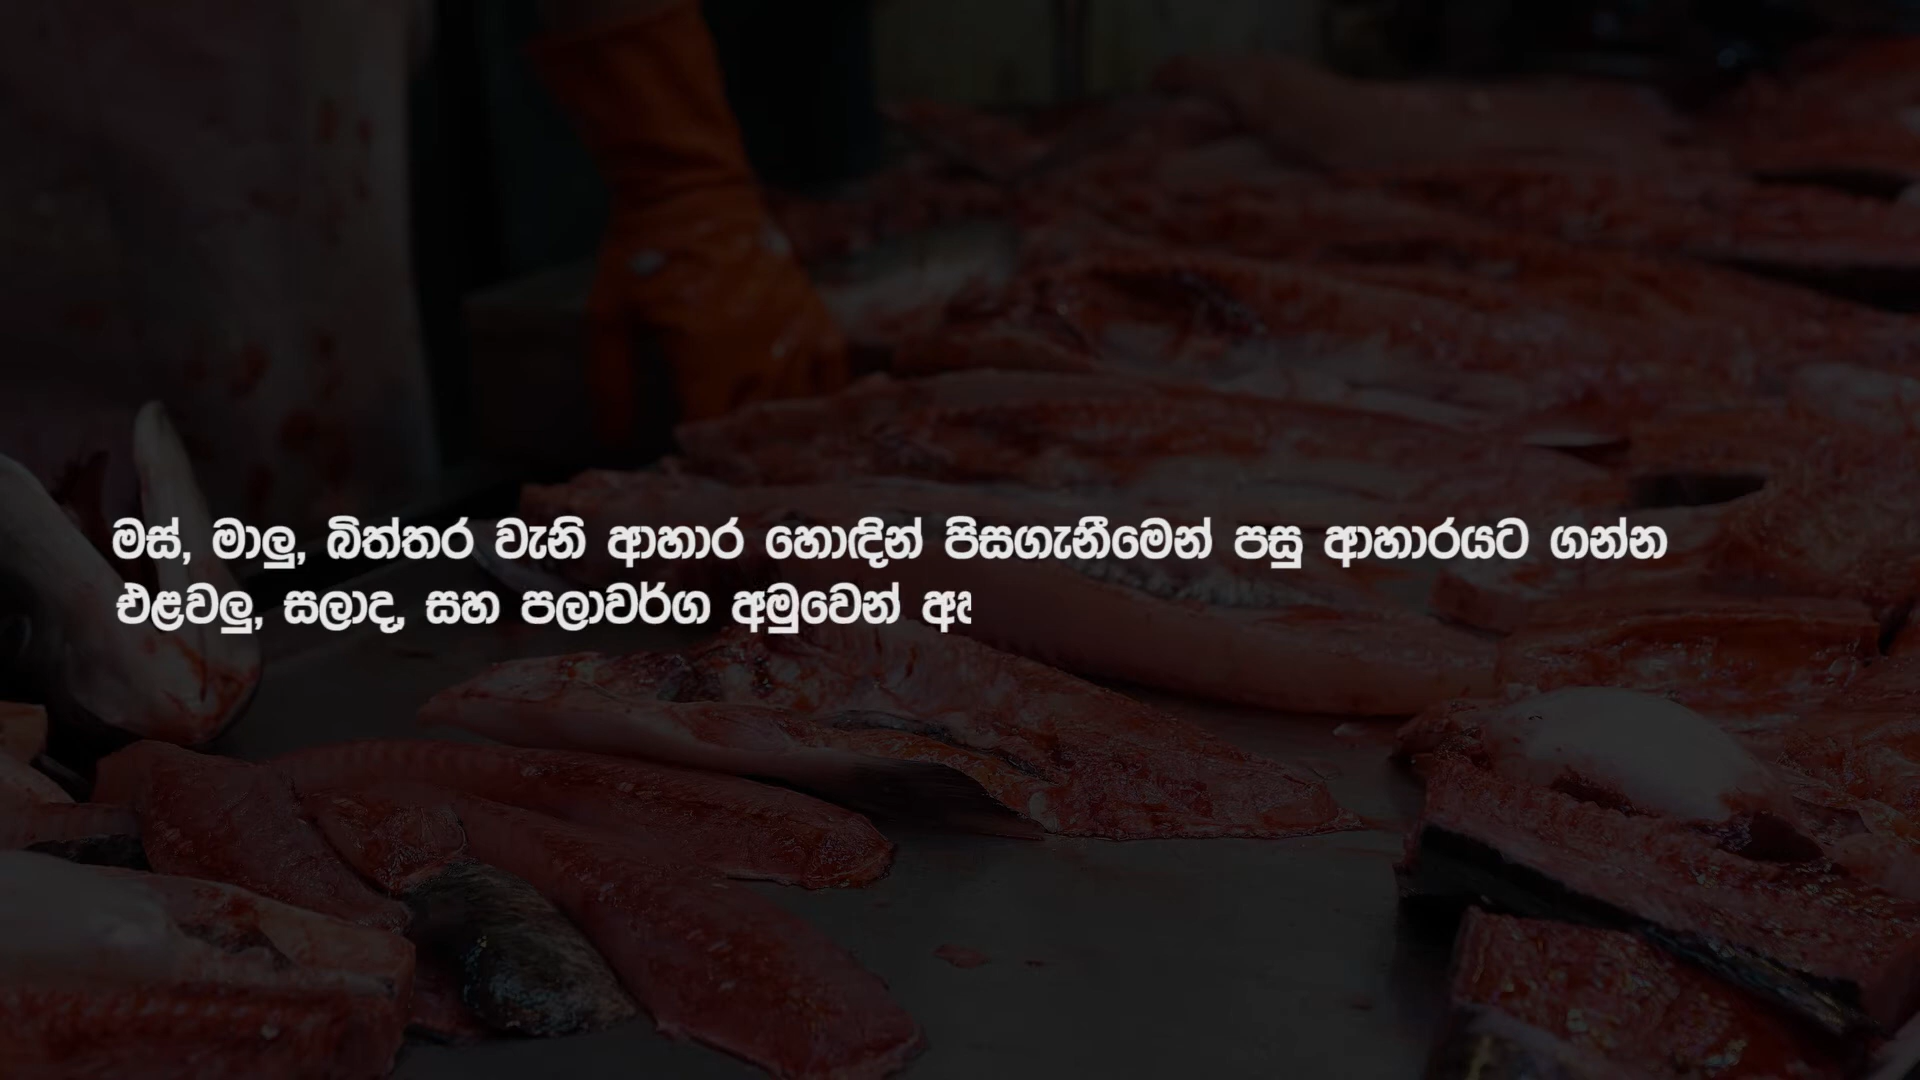 මස්, මාලු, බිත්තර වැනි ආහාර හොඳින් පිසගැනීමෙන් පසු ආහාරයට ගන්න
එළවලු, සලාද, සහ පලාවර්ග අමුවෙන්